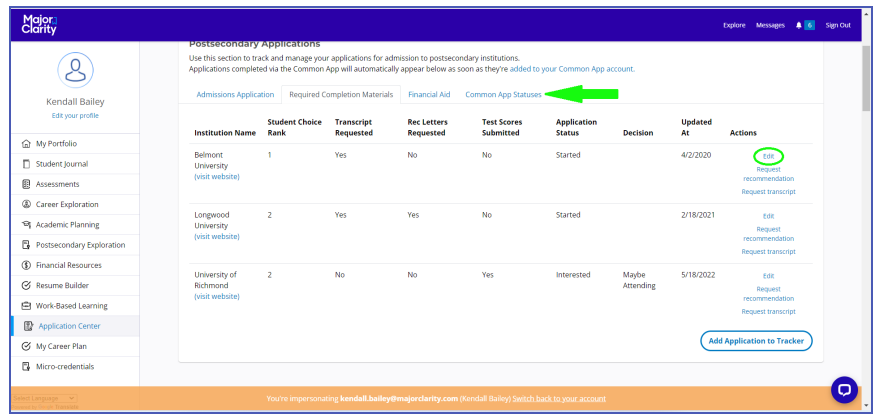 Major
Clarity
Explore Messages 6 Sign Out
Kendall Bailey
Edit your profile
My Portfolio
Student Journal
Assessments
Career Exploration
Academic Planning
Postsecondary Exploration
Financial Resources
Resume Builder
Work-Based Learning
Application Center
My Career Plan
Micro-credentials
Select Language
Postsecondary Applications
Use this section to track and manage your applications for admission to postsecondary institutions.
Applications completed via the Common App will automatically appear below as soon as they're added to your Common App account.
Admissions Application Required Completion Materials Financial Aid Common App Statuses
Institution Name Student Choice Rank Transcript Requested Rec Letters Requested Test Scores Submitted Application Status Decision Updated At Actions
Belmont University (visit website) 1 Yes No No Started 4/2/2020 Edit
Request recommendation
Request transcript
Longwood University (visit website) 2 Yes Yes No Started 2/18/2021 Edit
Request recommendation
Request transcript
University of Richmond (visit website) 2 No No Yes Interested Maybe Attending 5/18/2022 Edit
Request recommendation
Request transcript
Add Application to Tracker
You're impersonating kendall.bailey@majorclarity.com (Kendall Bailey) Switch back to your account